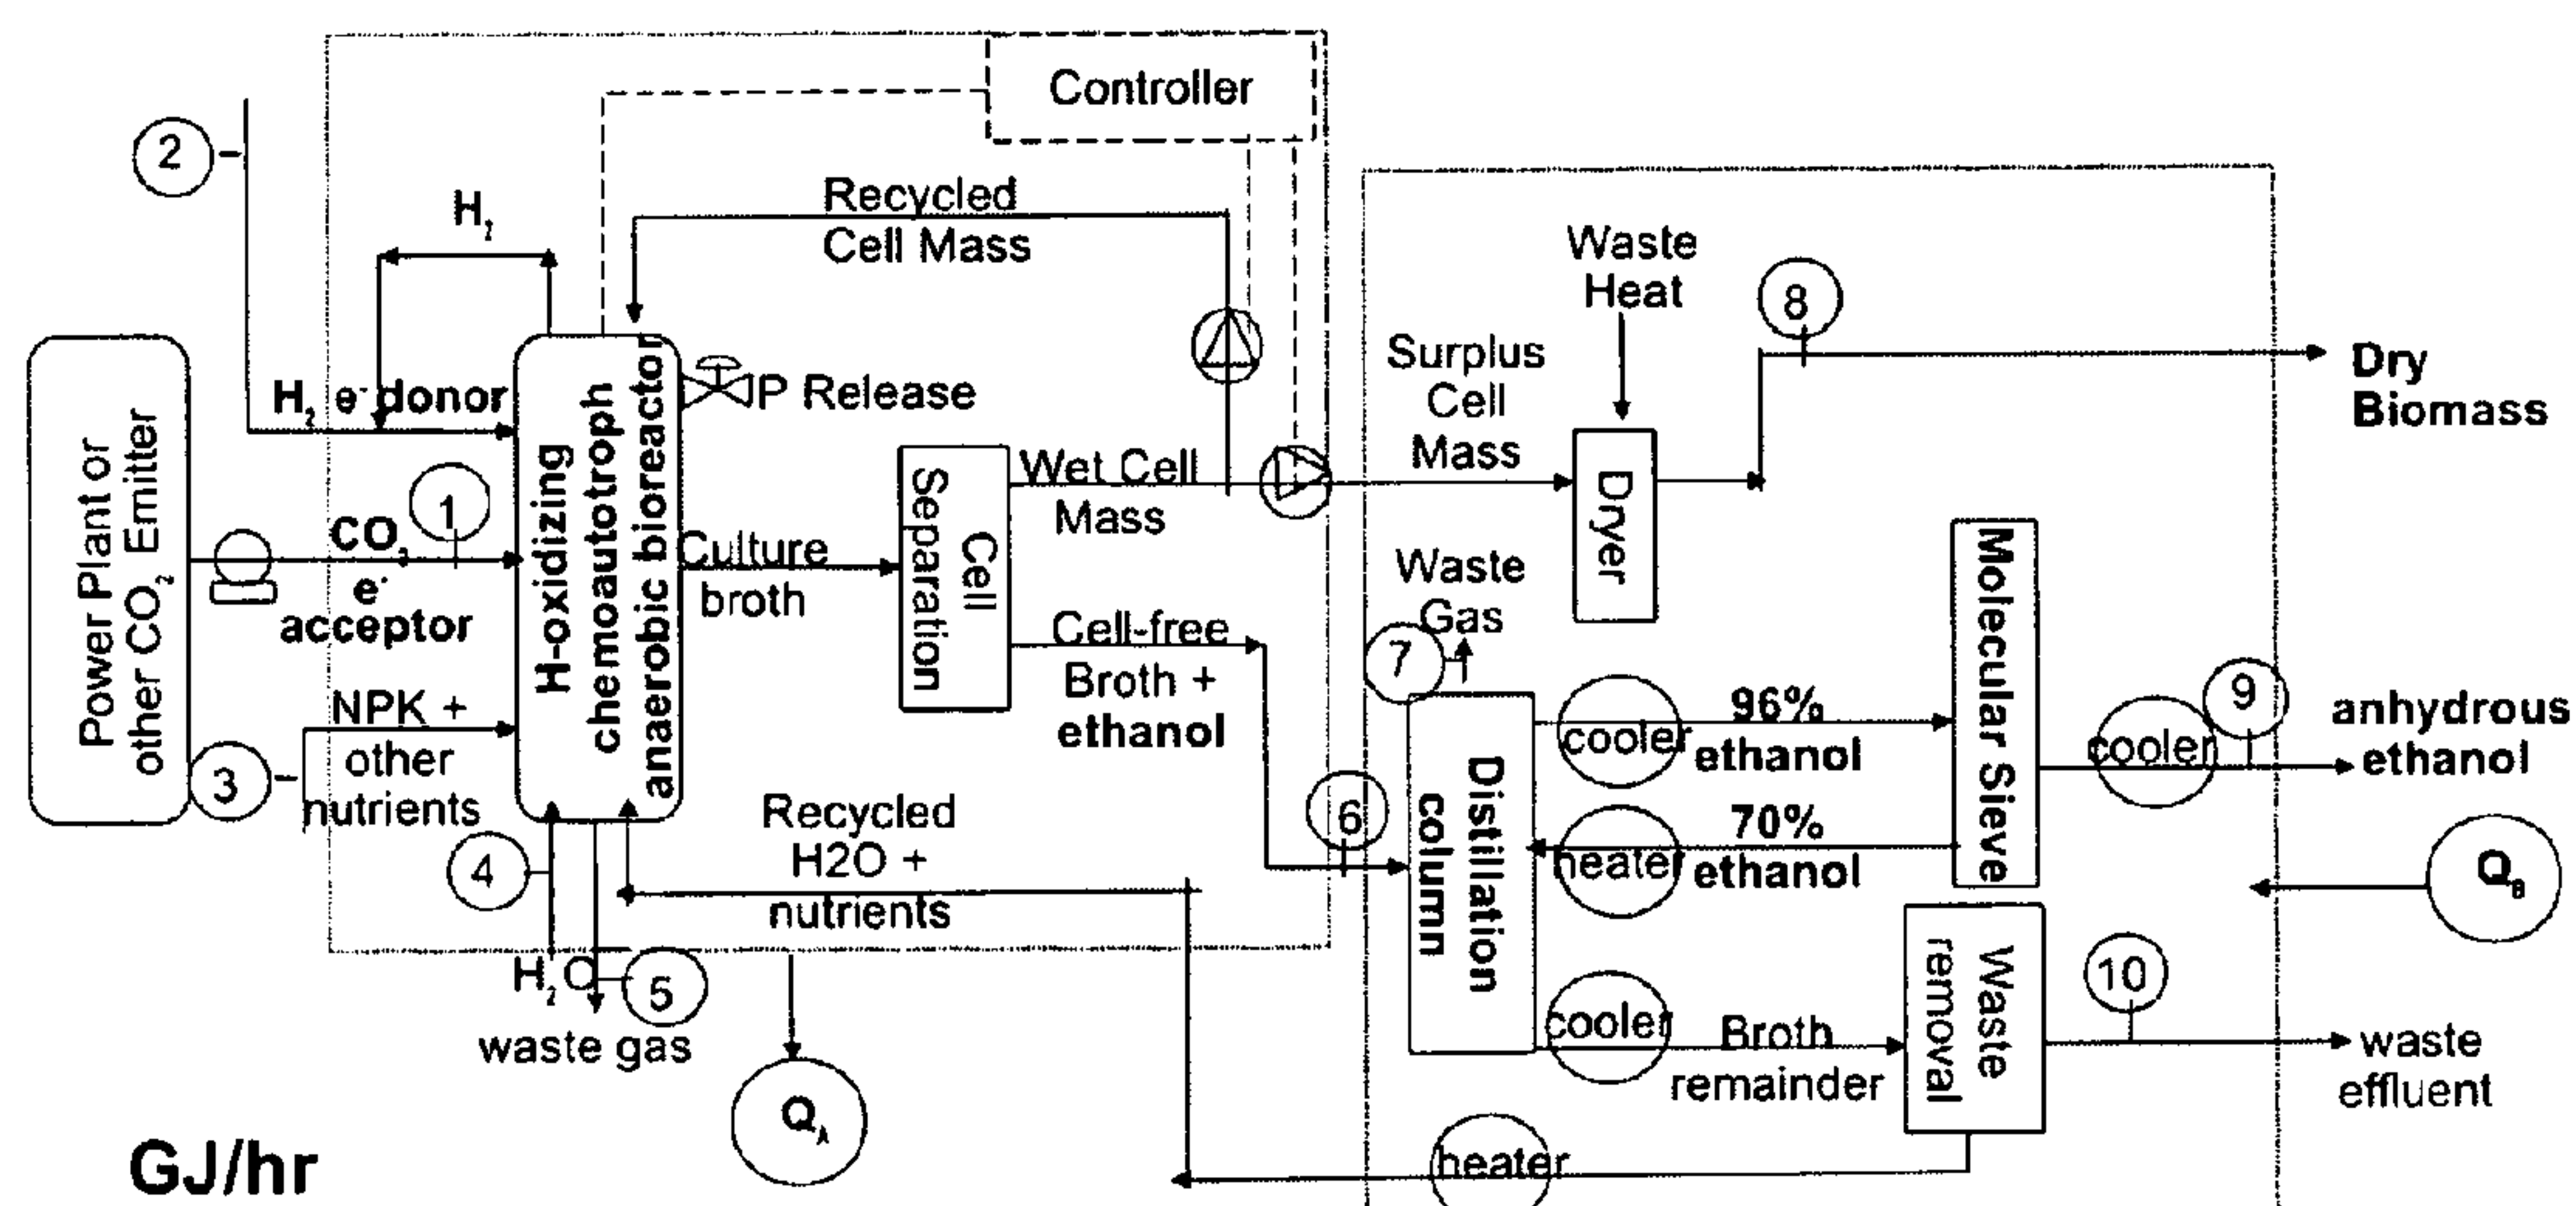 Controller
2
H₂
Recycled
Cell Mass
Waste
Heat
8
Surplus
Cell
Mass
Dry
Biomass
Power Plant or
other CO₂ Emitter
H₂ e⁻ donor
P Release
H-oxidizing
chemoautotroph
anaerobic bioreactor
1
CO₂
e⁻
acceptor
Wet Cell
Mass
Cell
Separation
Culture
broth
Dryer
Waste
Gas
7
Molecular Sieve
Cell-free
Broth +
ethanol
cooler
96%
ethanol
9
cooler
anhydrous
ethanol
3
NPK +
other
nutrients
Recycled
H2O +
nutrients
6
Distillation
column
heater
70%
ethanol
Q_B
4
H₂O
5
waste gas
Q_A
cooler
Broth
remainder
Waste
removal
10
waste
effluent
GJ/hr
heater